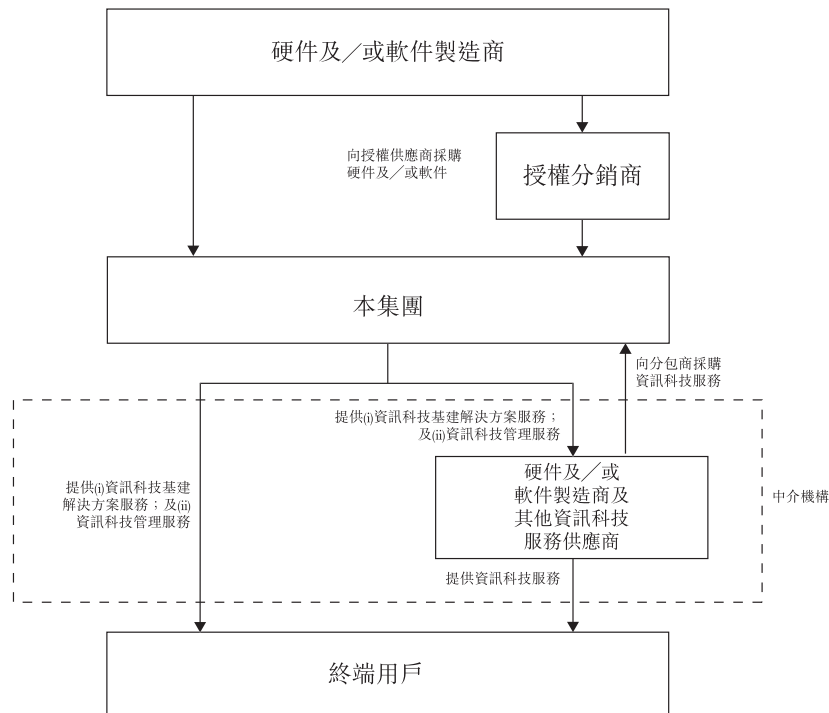 硬件及／或軟件製造商
向授權供應商採購
硬件及／或軟件
授權分銷商
本集團
向分包商採購
資訊科技服務
提供(i)資訊科技基建解決方案服務；
及(ii)資訊科技管理服務
提供(i)資訊科技基建
解決方案服務；及(ii)
資訊科技管理服務
硬件及／或
軟件製造商及
其他資訊科技
服務供應商
中介機構
提供資訊科技服務
終端用戶